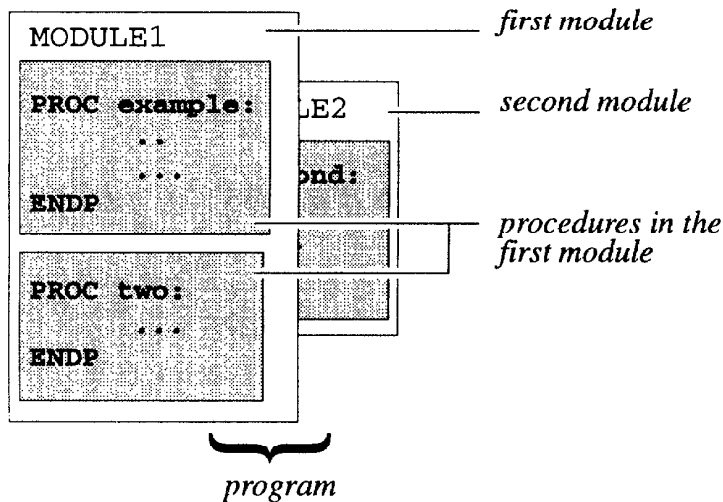 first module
MODULE1
PROC example:
..
...
ENDP
LE2
second module
ond:
procedures in the
first module
PROC two:
...
ENDP
program